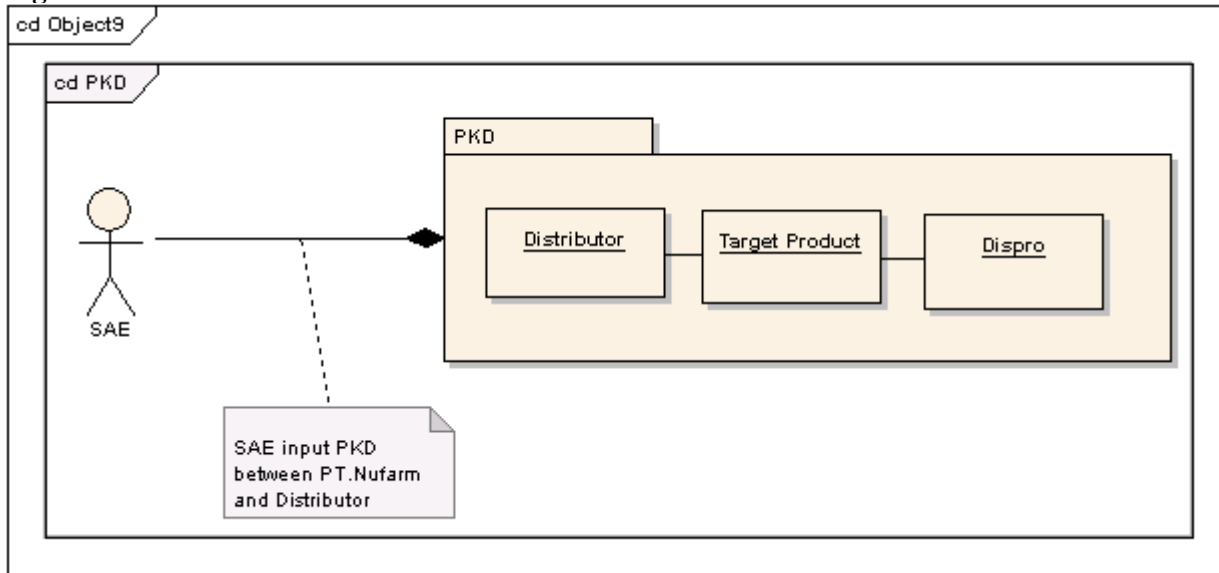 cd Object9
cd PKD
PKD
Distributor
Target Product
Dispro
SAE
SAE input PKD
between PT.Nufarm
and Distributor